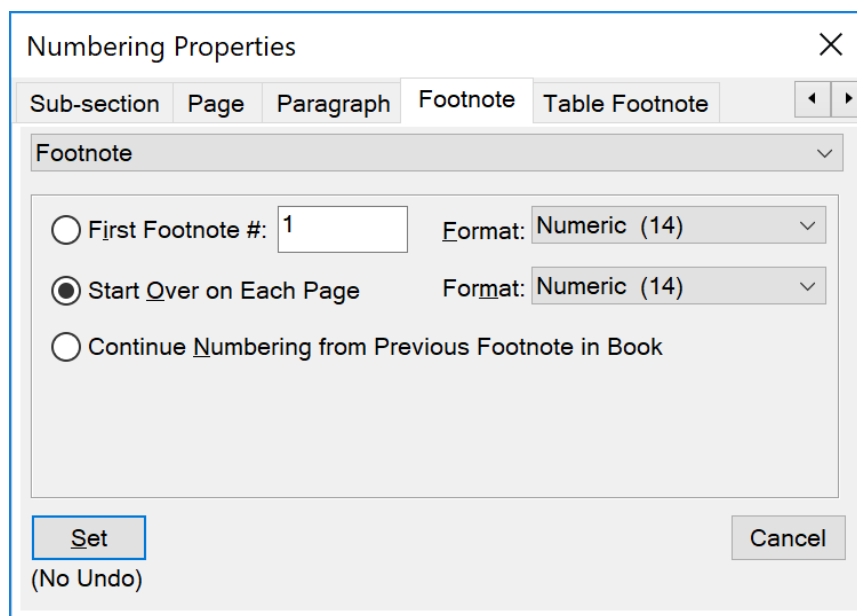 Numbering Properties
Sub-section Page Paragraph Footnote Table Footnote
Footnote
First Footnote #: 1 Format: Numeric (14)
Start Over on Each Page Format: Numeric (14)
Continue Numbering from Previous Footnote in Book
Set Cancel
(No Undo)